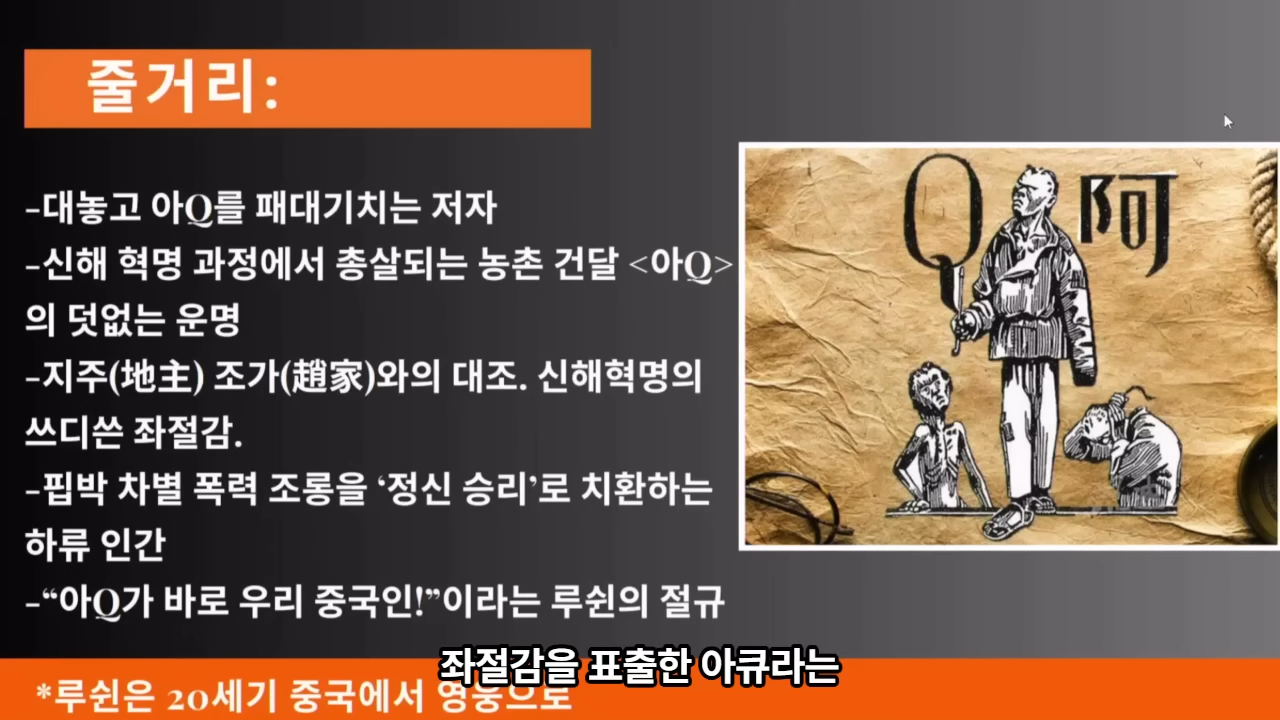 줄거리:
-대놓고 아Q를 패대기치는 저자
-신해 혁명 과정에서 총살되는 농촌 건달 <아Q>
의 덧없는 운명
-지주(地主) 조가(趙家)와의 대조. 신해혁명의
쓰디쓴 좌절감.
-핍박 차별 폭력 조롱을 ‘정신 승리’로 치환하는
하류 인간
-“아Q가 바로 우리 중국인!”이라는 루쉰의 절규
Q 阿
좌절감을 표출한 아큐라는
*루쉰은 20세기 중국에서 영웅으로